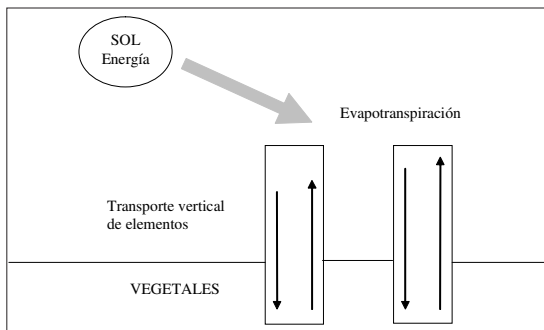 SOL
Energía
Evapotranspiración
Transporte vertical
de elementos
VEGETALES